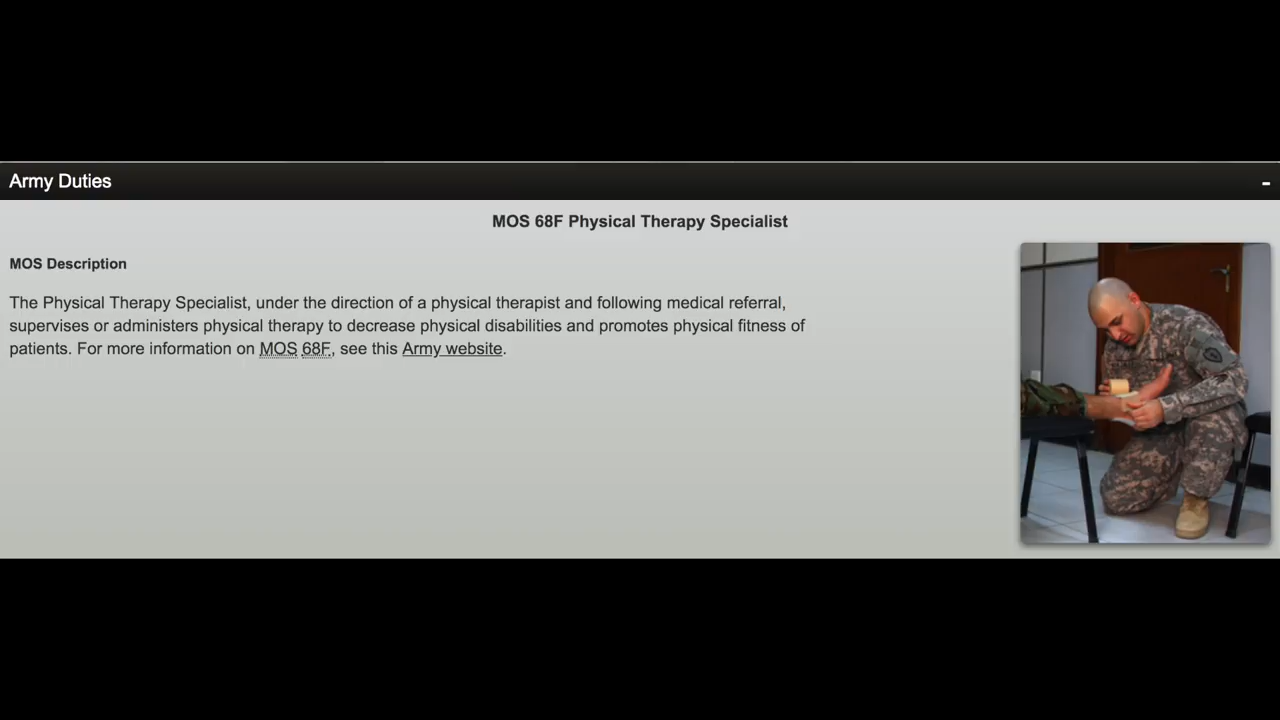 Army Duties
-
MOS 68F Physical Therapy Specialist
MOS Description
The Physical Therapy Specialist, under the direction of a physical therapist and following medical referral,
supervises or administers physical therapy to decrease physical disabilities and promotes physical fitness of
patients. For more information on MOS 68F, see this Army website.